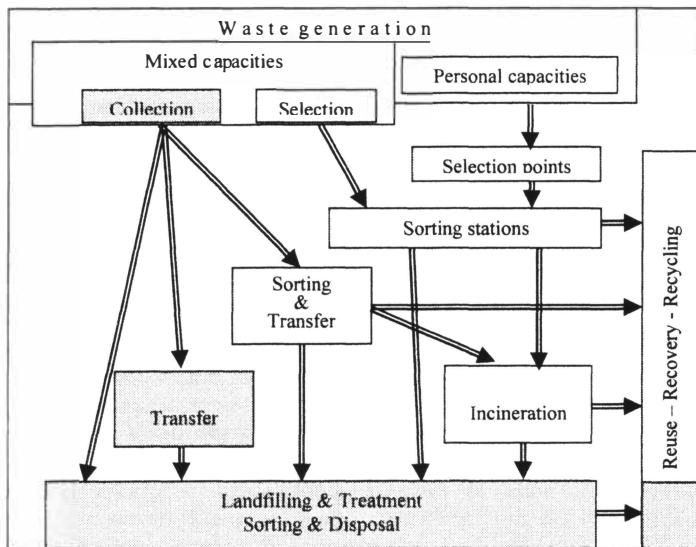 Waste generation
Mixed capacities
Personal capacities
Collection
Selection
Selection points
Sorting stations
Sorting
&
Transfer
Transfer
Incineration
Reuse – Recovery - Recycling
Landfilling & Treatment
Sorting & Disposal